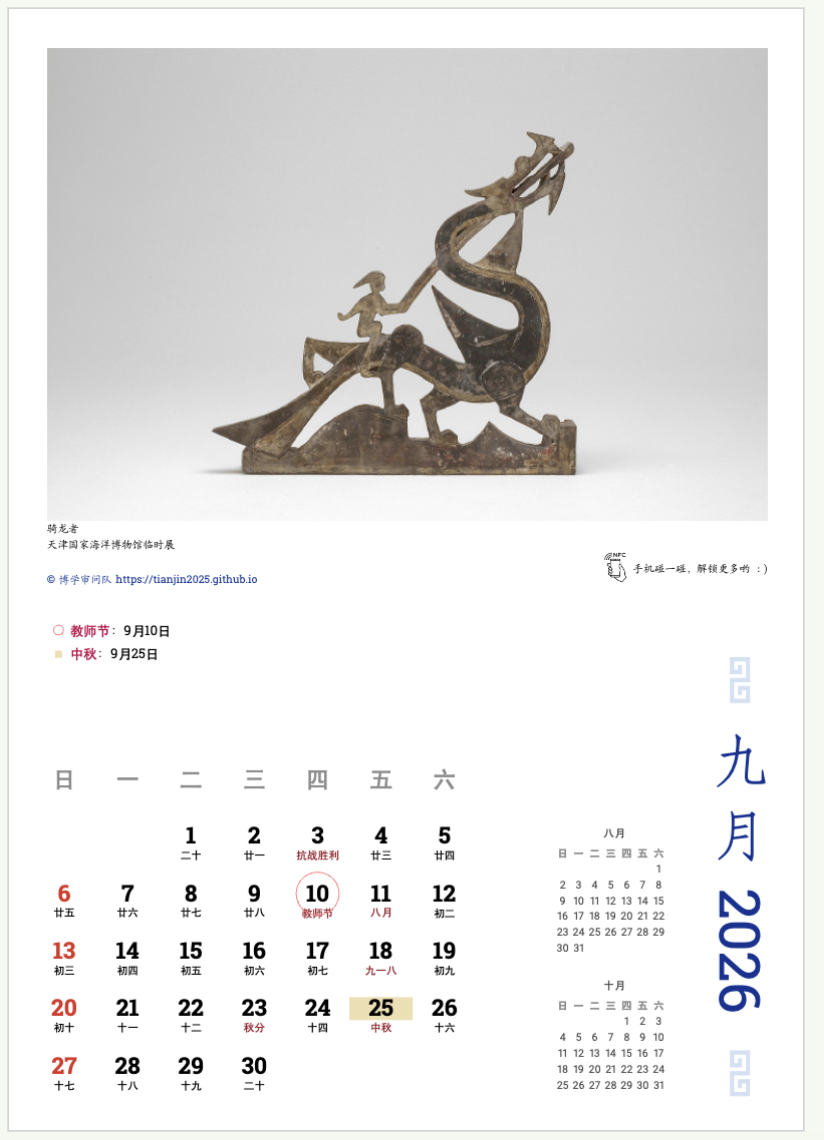 骑龙者
天津国家海洋博物馆临时展
© 博学审问队 https://tianjin2025.github.io
NFC
手机碰一碰，解锁更多哟 :)
教师节: 9月10日
中秋: 9月25日
九月 2026
日 一 二 三 四 五 六
1 2 3 4 5
二十 廿一 抗战胜利 廿三 廿四
6 7 8 9 10 11 12
廿五 廿六 廿七 廿八 教师节 八月 初二
13 14 15 16 17 18 19
初三 初四 初五 初六 初七 九一八 初九
20 21 22 23 24 25 26
初十 十一 十二 秋分 十四 中秋 十六
27 28 29 30
十七 十八 十九 二十
八月
日 一 二 三 四 五 六
1
2 3 4 5 6 7 8
9 10 11 12 13 14 15
16 17 18 19 20 21 22
23 24 25 26 27 28 29
30 31
十月
日 一 二 三 四 五 六
1 2 3
4 5 6 7 8 9 10
11 12 13 14 15 16 17
18 19 20 21 22 23 24
25 26 27 28 29 30 31